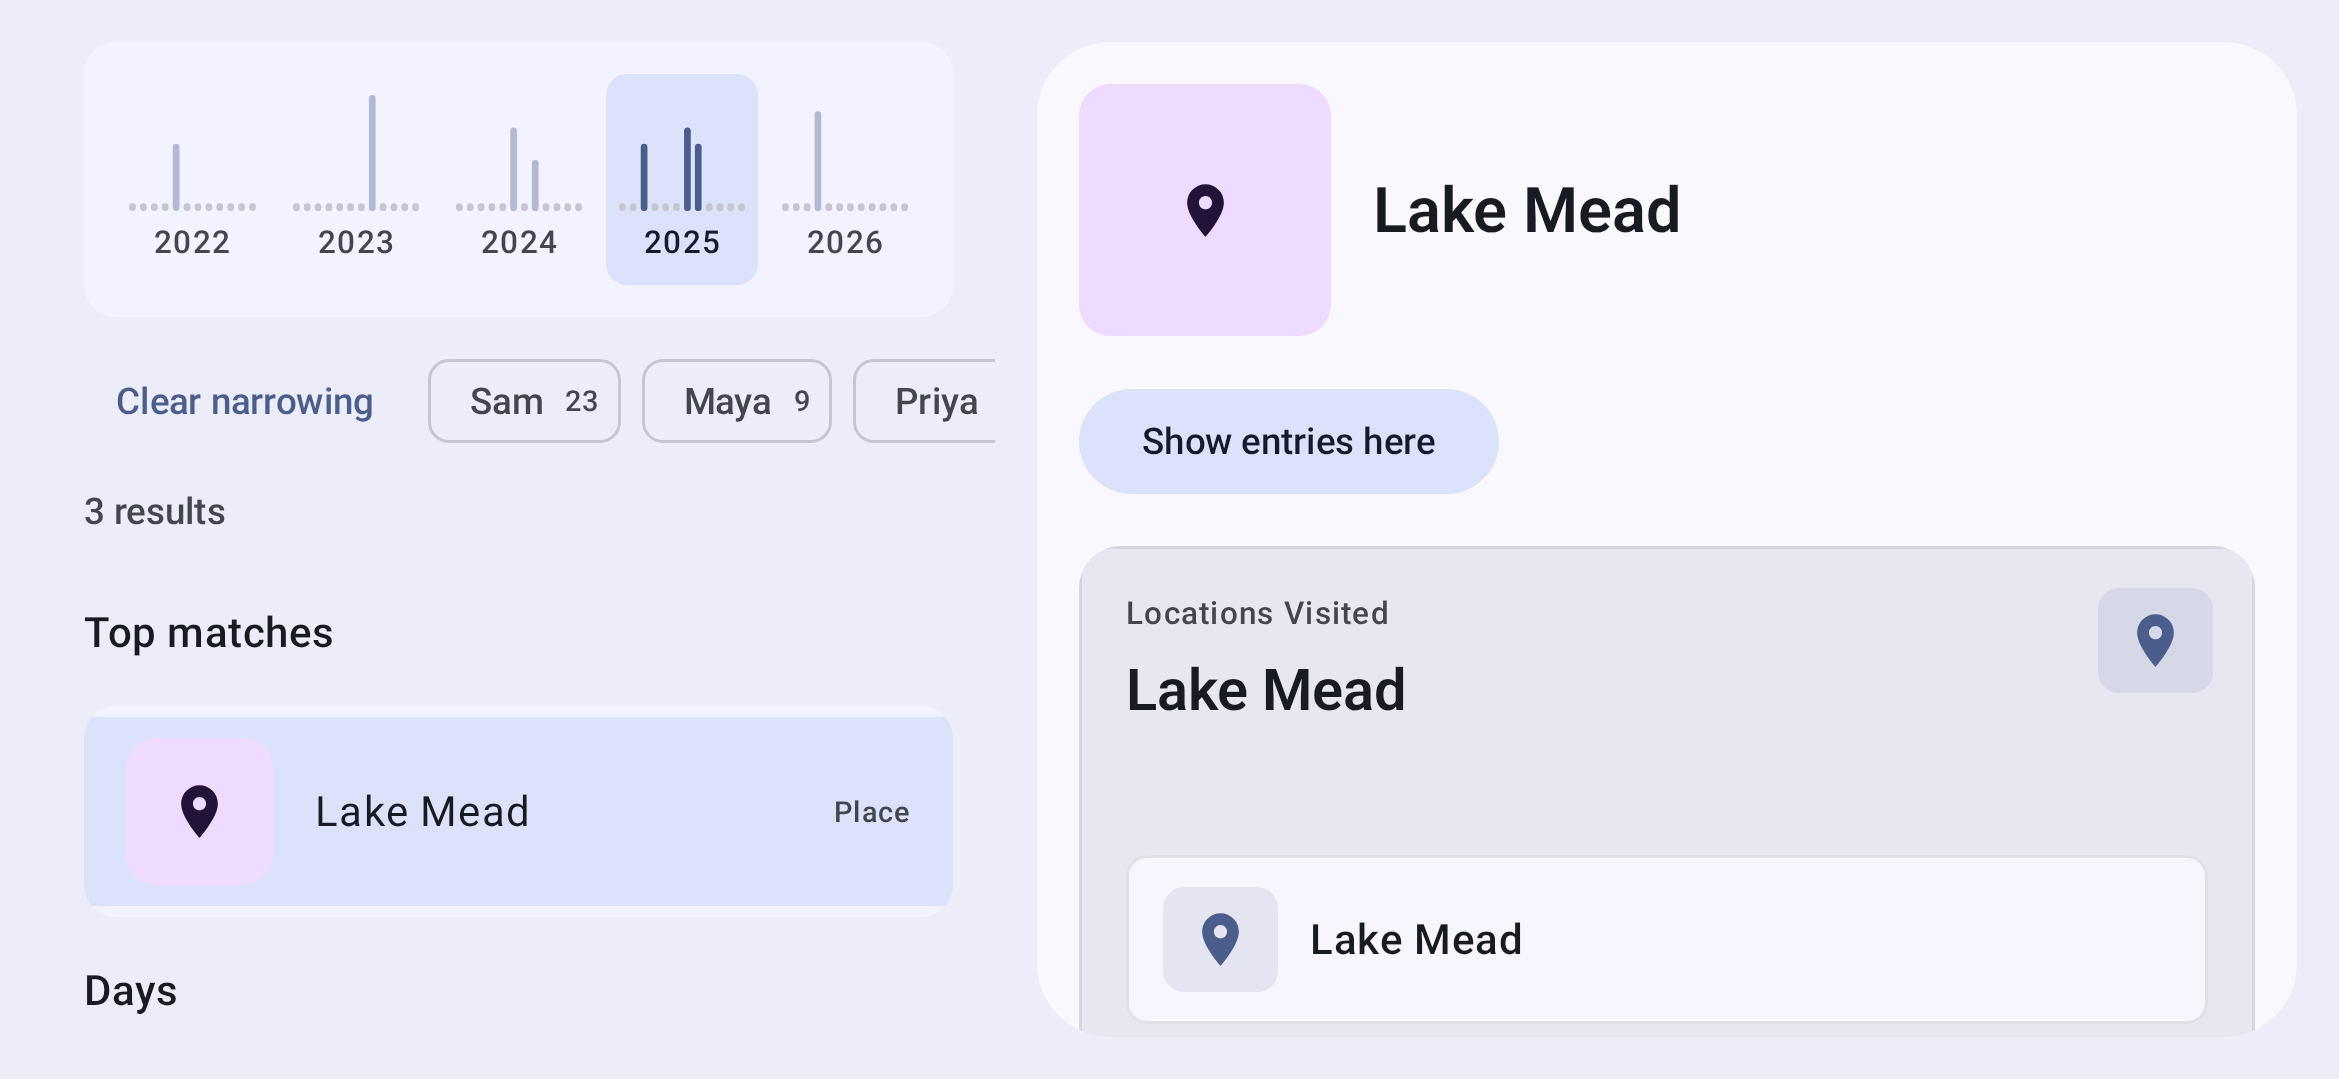 2022 2023 2024 2025 2026
Clear narrowing Sam 23 Maya 9 Priya
3 results
Top matches
Lake Mead Place
Days
Lake Mead
Show entries here
Locations Visited
Lake Mead
Lake Mead